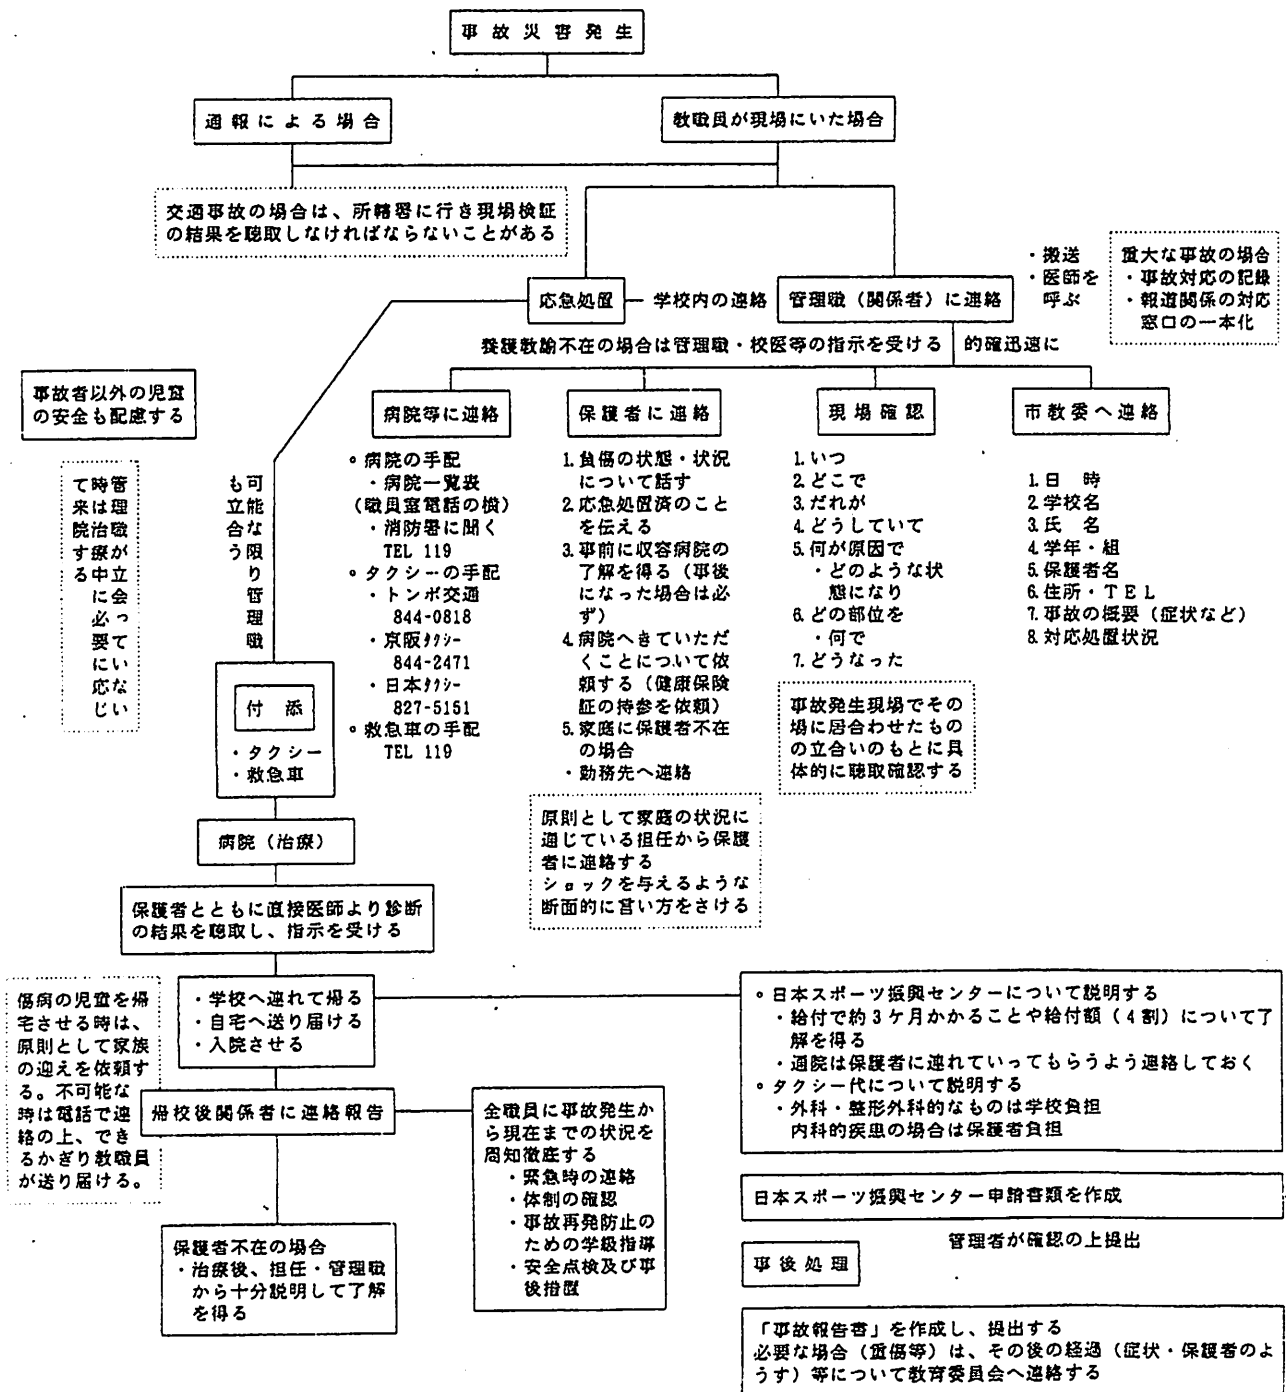 事故災害発生
通報による場合
教職員が現場にいた場合
交通事故の場合は、所轄署に行き現場検証
の結果を聴取しなければならないことがある
応急処置
学校内の連絡
管理職（関係者）に連絡
・搬送
・医師を
呼ぶ
重大な事故の場合
・事故対応の記録
・報道関係の対応
窓口の一本化
養護教諭不在の場合は管理職・校医等の指示を受ける
的確迅速に
事故者以外の児童
の安全も配慮する
可能な限り管理職
も立合う
管理職が立会っていない
時は治療中に必要に応じ
て来院する
病院等に連絡
。病院の手配
・病院一覧表
（職員室電話の横）
・消防署に聞く
TEL 119
。タクシーの手配
・トンボ交通
844-0818
・京阪ﾀｸｼｰ
844-2471
・日本ﾀｸｼｰ
827-5151
。救急車の手配
TEL 119
保護者に連絡
1. 負傷の状態・状況
について話す
2. 応急処置済のこと
を伝える
3. 事前に収容病院の
了解を得る（事後
になった場合は必
ず）
4. 病院へきていただ
くことについて依
頼する（健康保険
証の持参を依頼）
5. 家庭に保護者不在
の場合
・勤務先へ連絡
原則として家庭の状況に
通じている担任から保護
者に連絡する
ショックを与えるような
断面的に言い方をさける
現場確認
1. いつ
2. どこで
3. だれが
4. どうしていて
5. 何が原因で
・どのような状
態になり
6. どの部位を
・何で
7. どうなった
事故発生現場でその
場に居合わせたもの
の立合いのもとに具
体的に聴取確認する
市教委へ連絡
1. 日　時
2. 学校名
3. 氏　名
4. 学年・組
5. 保護者名
6. 住所・ＴＥＬ
7. 事故の概要（症状など）
8. 対応処置状況
付添
・タクシー
・救急車
病院（治療）
保護者とともに直接医師より診断
の結果を聴取し、指示を受ける
傷病の児童を帰
宅させる時は、
原則として家族
の迎えを依頼す
る。不可能な
時は電話で連
絡の上、でき
るかぎり教職員
が送り届ける。
・学校へ連れて帰る
・自宅へ送り届ける
・入院させる
帰校後関係者に連絡報告
保護者不在の場合
・治療後、担任・管理職
から十分説明して了解
を得る
全職員に事故発生か
ら現在までの状況を
周知徹底する
・緊急時の連絡
・体制の確認
・事故再発防止の
ための学級指導
・安全点検及び事
後措置
。日本スポーツ振興センターについて説明する
・給付で約３ケ月かかることや給付額（４割）について了
解を得る
・通院は保護者に連れていってもらうよう連絡しておく
。タクシー代について説明する
・外科・整形外科的なものは学校負担
内科的疾患の場合は保護者負担
日本スポーツ振興センター申請書類を作成
管理者が確認の上提出
事後処理
「事故報告書」を作成し、提出する
必要な場合（重傷等）は、その後の経過（症状・保護者のよ
うす）等について教育委員会へ連絡する